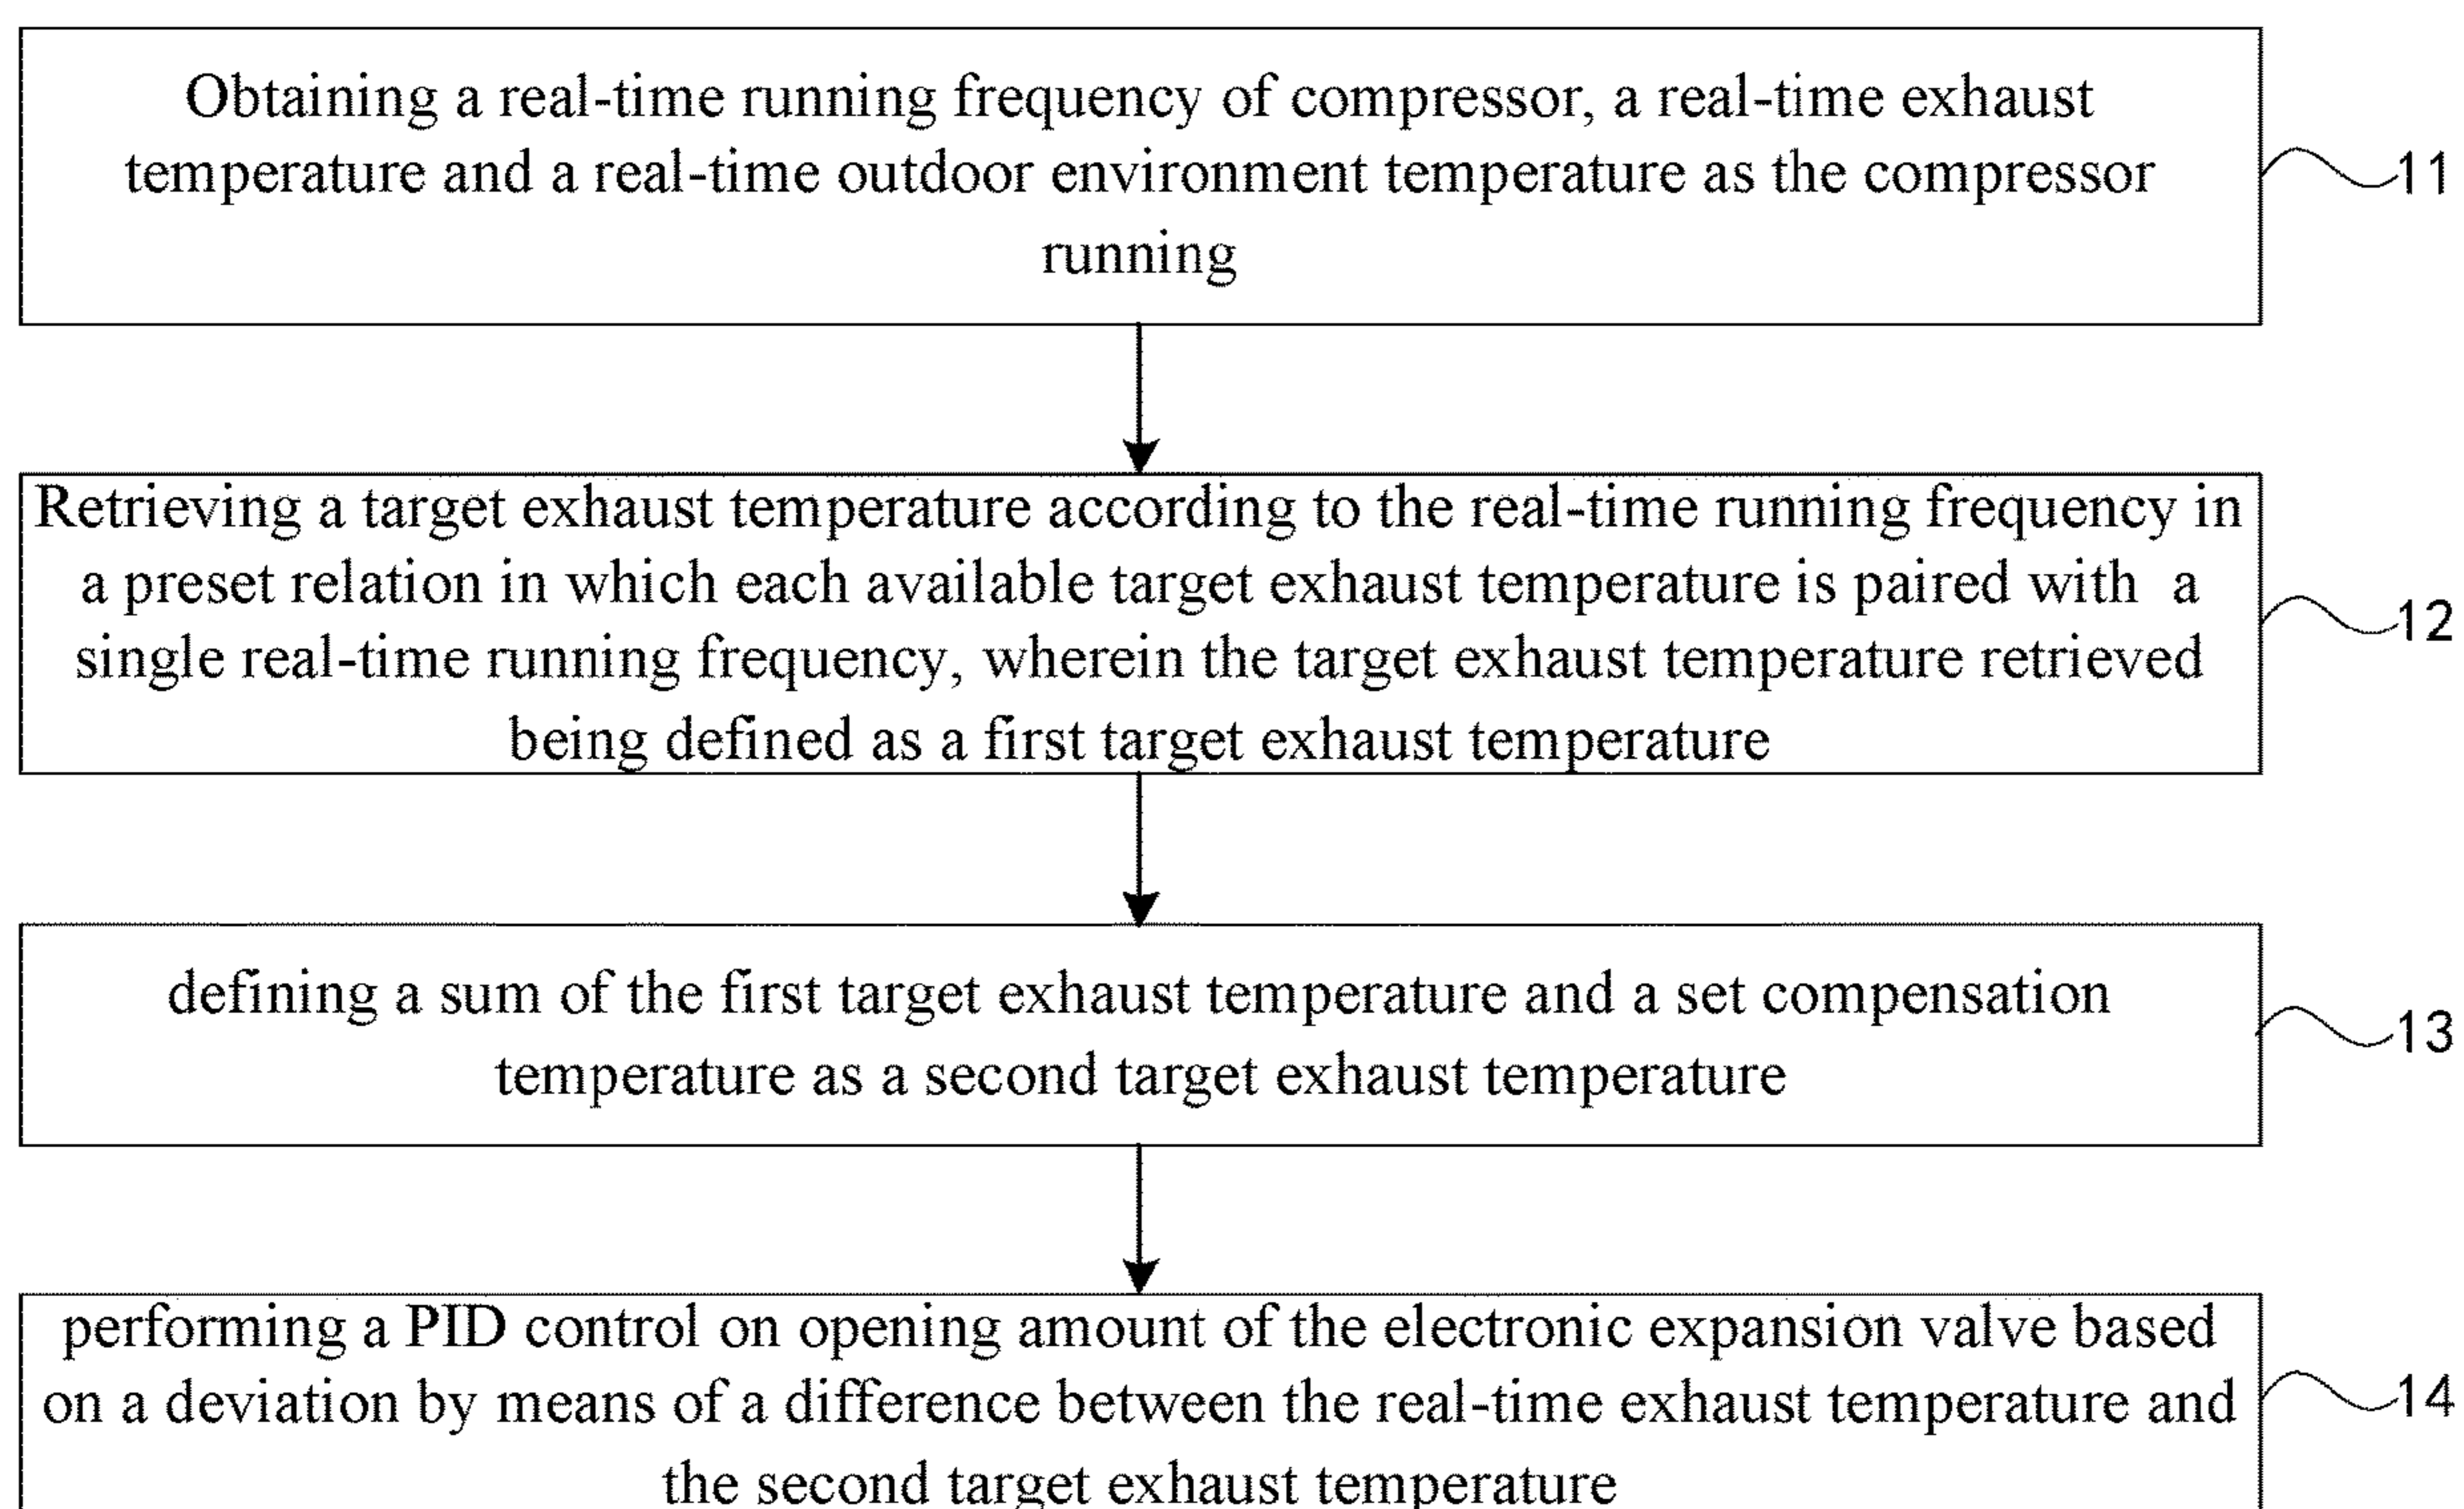 Obtaining a real-time running frequency of compressor, a real-time exhaust
temperature and a real-time outdoor environment temperature as the compressor
running
11
Retrieving a target exhaust temperature according to the real-time running frequency in
a preset relation in which each available target exhaust temperature is paired with a
single real-time running frequency, wherein the target exhaust temperature retrieved
being defined as a first target exhaust temperature
12
defining a sum of the first target exhaust temperature and a set compensation
temperature as a second target exhaust temperature
13
performing a PID control on opening amount of the electronic expansion valve based
on a deviation by means of a difference between the real-time exhaust temperature and
the second target exhaust temperature
14